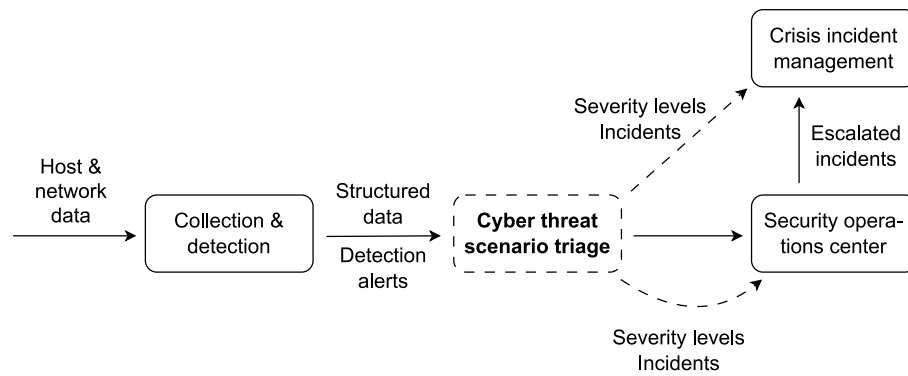 Crisis incident
management
Severity levels
Incidents
Escalated
incidents
Host &
network
data
Collection &
detection
Structured
data
Detection
alerts
Cyber threat
scenario triage
Security opera-
tions center
Severity levels
Incidents